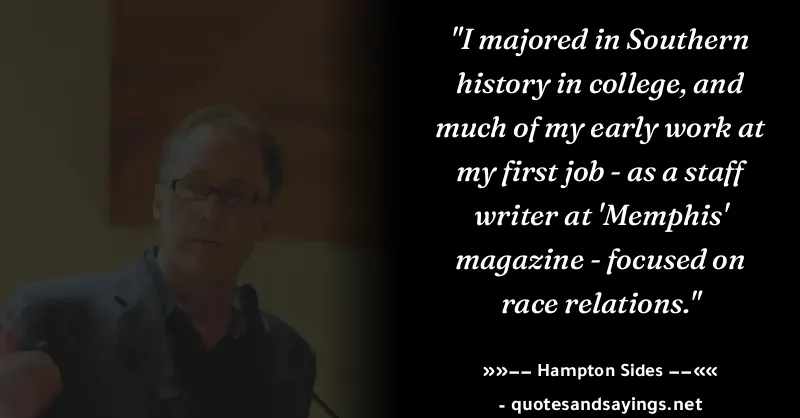 "I majored in Southern
history in college, and
much of my early work at
my first job - as a staff
writer at 'Memphis'
magazine - focused on
race relations."
»»–– Hampton Sides ––««
- quotesandsayings.net